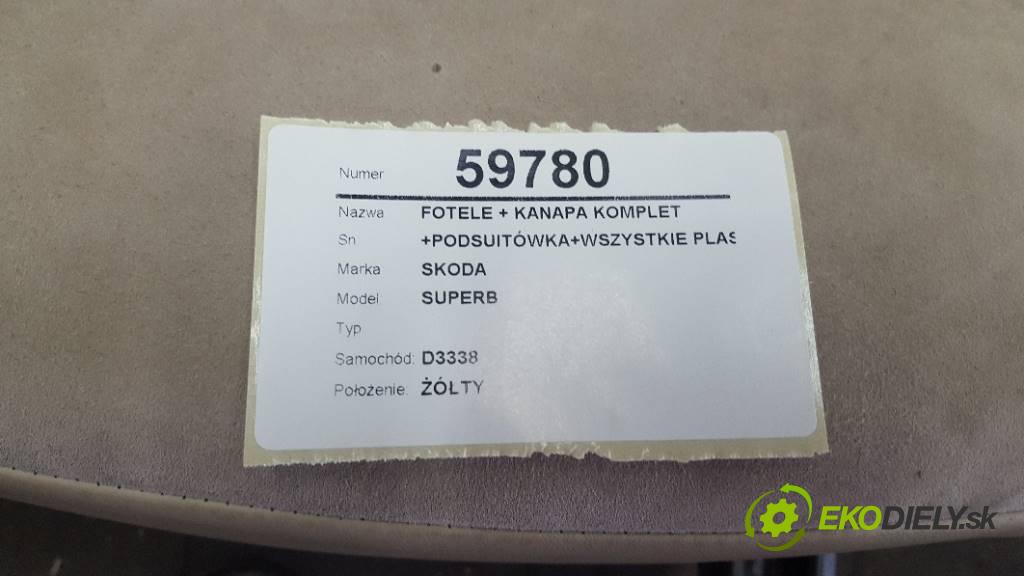 Numer 59780
Nazwa FOTELE + KANAPA KOMPLET
Sn +PODSUITÓWKA+WSZYSTKIE PLAS
Marka SKODA
Model SUPERB
Typ
Samochód: D3338
Położenie: ŻÓŁTY
EKODIELY.sk